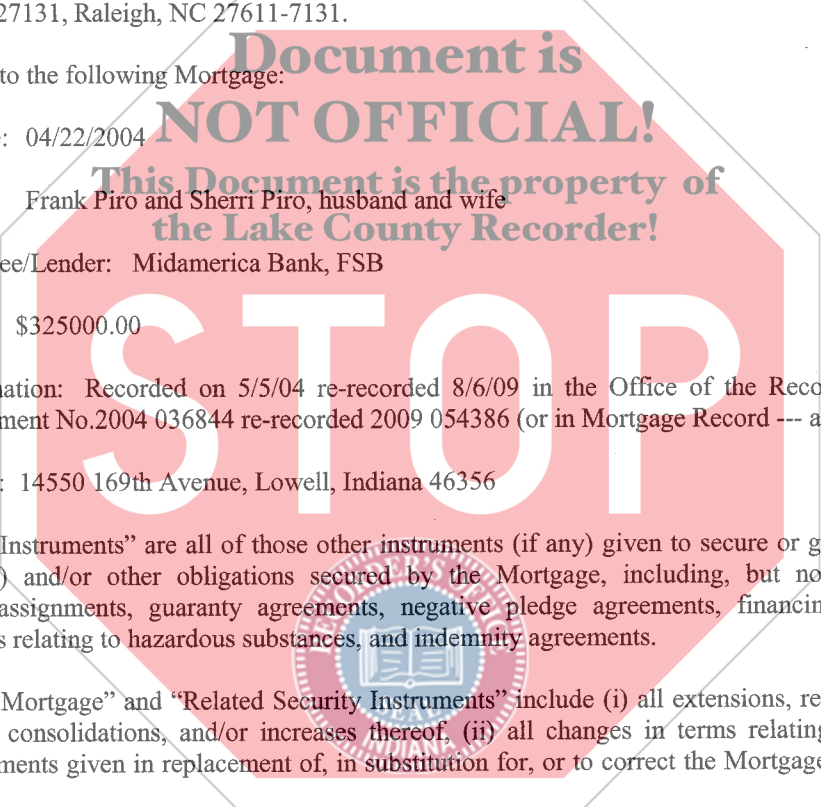 27131, Raleigh, NC 27611-7131.
Document is
to the following Mortgage:
NOT OFFICIAL!
: 04/22/2004
This Document is the property of
Frank Piro and Sherri Piro, husband and wife
the Lake County Recorder!
ee/Lender: Midamerica Bank, FSB
$325000.00
STOP
ation: Recorded on 5/5/04 re-recorded 8/6/09 in the Office of the Reco
ment No.2004 036844 re-recorded 2009 054386 (or in Mortgage Record --- a
: 14550 169th Avenue, Lowell, Indiana 46356
Instruments” are all of those other instruments (if any) given to secure or g
) and/or other obligations secured by the Mortgage, including, but no
assignments, guaranty agreements, negative pledge agreements, financin
s relating to hazardous substances, and indemnity agreements.
RECORDER'S OFFICE
Mortgage” and “Related Security Instruments” include (i) all extensions, re
SEAL
consolidations, and/or increases thereof, (ii) all changes in terms relating
INDIANA
ments given in replacement of, in substitution for, or to correct the Mortgage